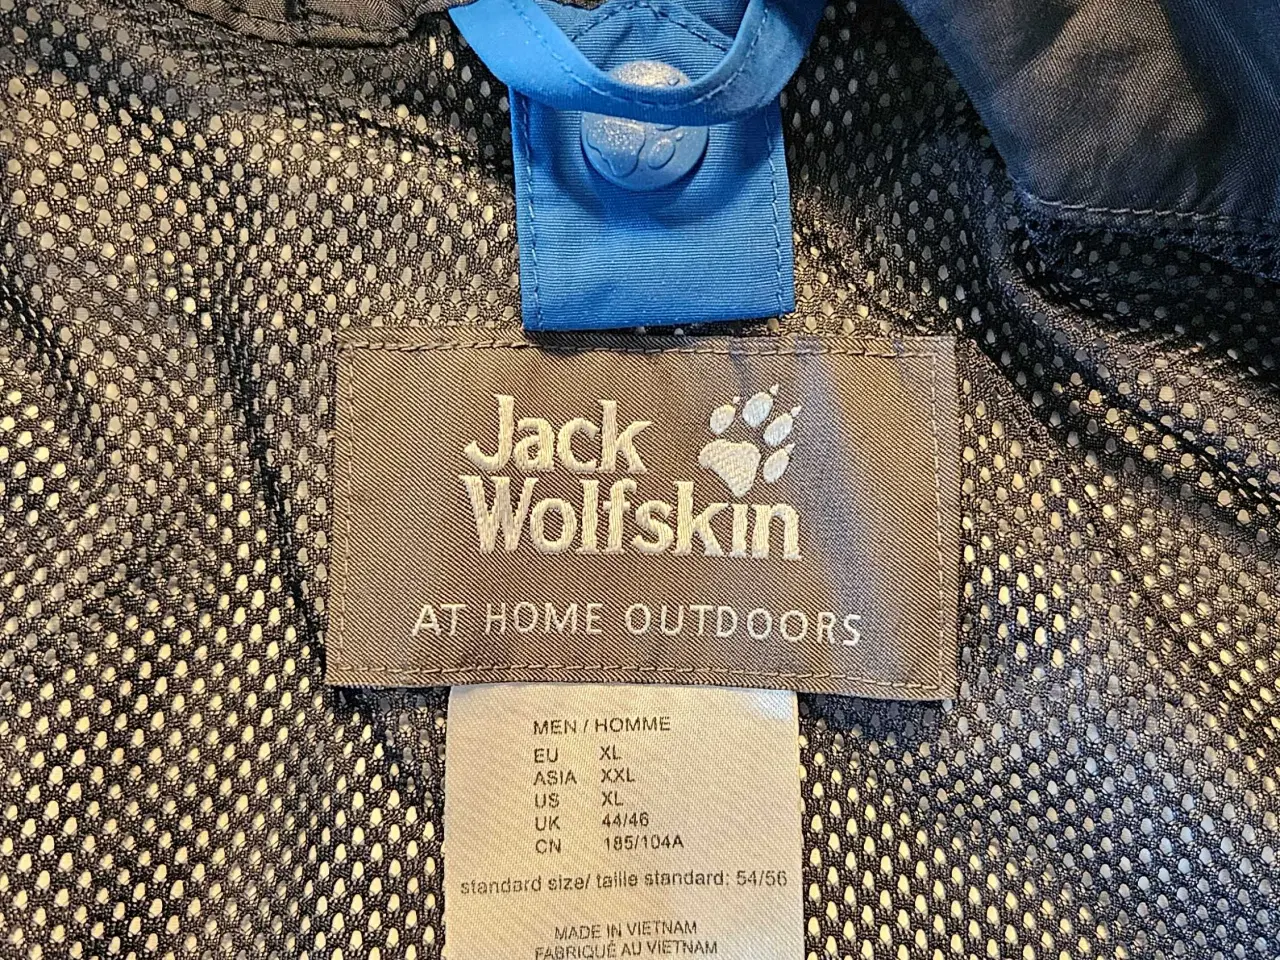 Jack
Wolfskin
AT HOME OUTDOORS
MEN / HOMME
EU XL
ASIA XXL
US XL
UK 44/46
CN 185/104A
standard size/ taille standard: 54/56
MADE IN VIETNAM
FABRIQUÉ AU VIETNAM